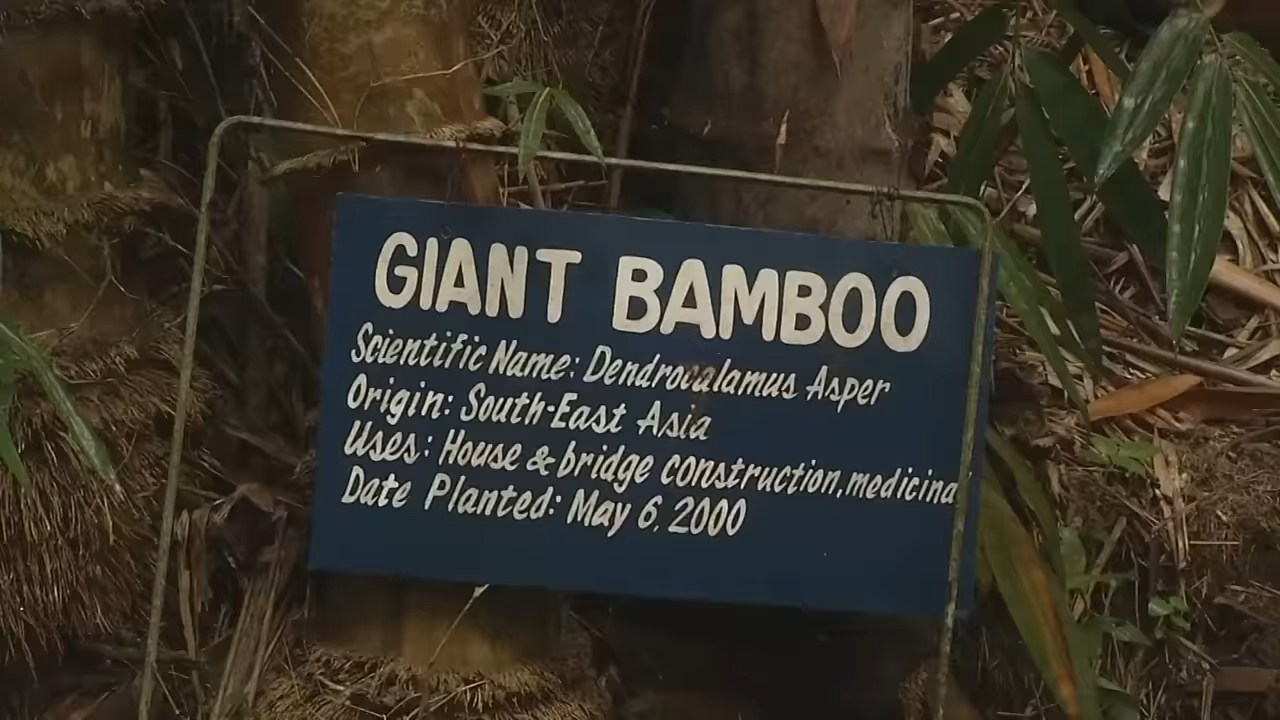 GIANT BAMBOO
Scientific Name: Dendrocalamus Asper
Origin: South-East Asia
Uses: House & bridge construction, medicina
Date Planted: May 6, 2000